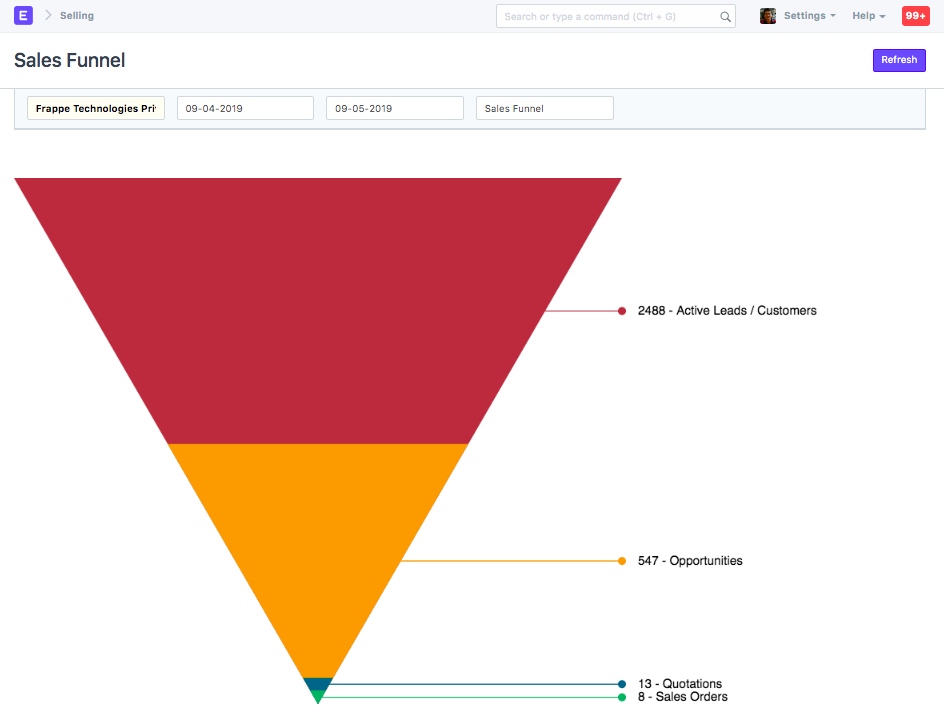 E Selling Search or type a command (Ctrl + G) Settings Help 99+
Sales Funnel Refresh
Frappe Technologies Pri 09-04-2019 09-05-2019 Sales Funnel
2488 - Active Leads / Customers
547 - Opportunities
13 - Quotations
8 - Sales Orders